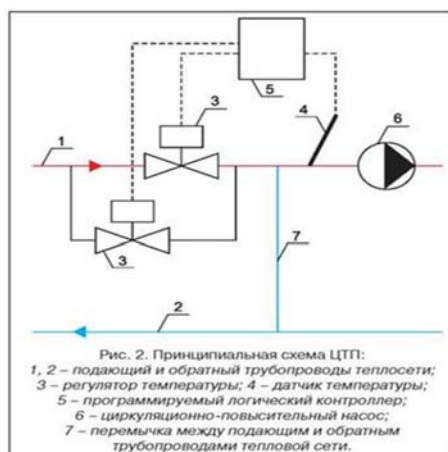 5
3
4
6
1
3
7
2
Рис. 2. Принципиальная схема ЦТП:
1, 2 – подающий и обратный трубопроводы теплосети;
3 – регулятор температуры; 4 – датчик температуры;
5 – программируемый логический контроллер;
6 – циркуляционно-повысительный насос;
7 – перемычка между подающим и обратным
трубопроводами тепловой сети.